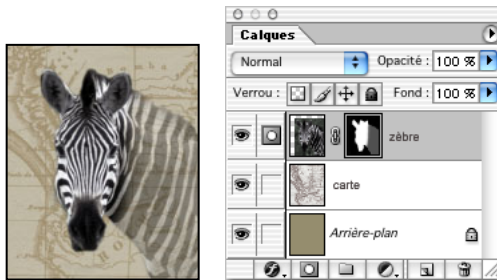 Calques
Normal
Opacité : 100 %
Verrou :
Fond : 100 %
zèbre
carte
Arrière-plan